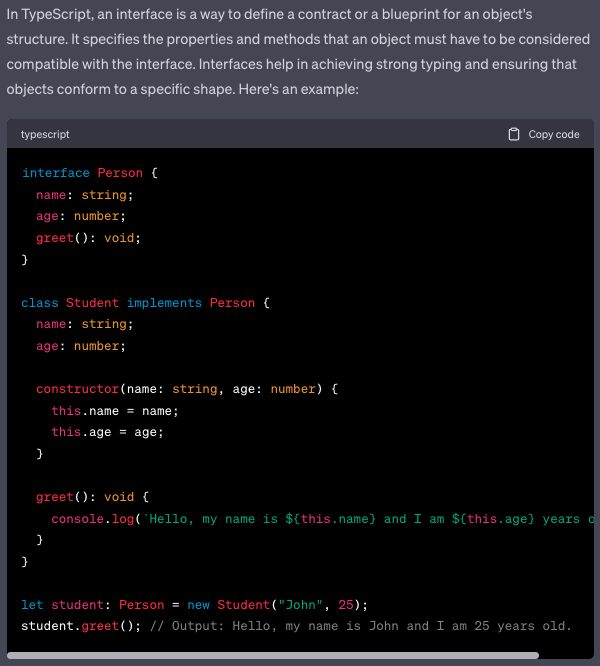 In TypeScript, an interface is a way to define a contract or a blueprint for an object's
structure. It specifies the properties and methods that an object must have to be considered
compatible with the interface. Interfaces help in achieving strong typing and ensuring that
objects conform to a specific shape. Here's an example:
typescript Copy code
interface Person {
  name: string;
  age: number;
  greet(): void;
}

class Student implements Person {
  name: string;
  age: number;

  constructor(name: string, age: number) {
    this.name = name;
    this.age = age;
  }

  greet(): void {
    console.log(`Hello, my name is ${this.name} and I am ${this.age} years o
  }
}

let student: Person = new Student("John", 25);
student.greet(); // Output: Hello, my name is John and I am 25 years old.